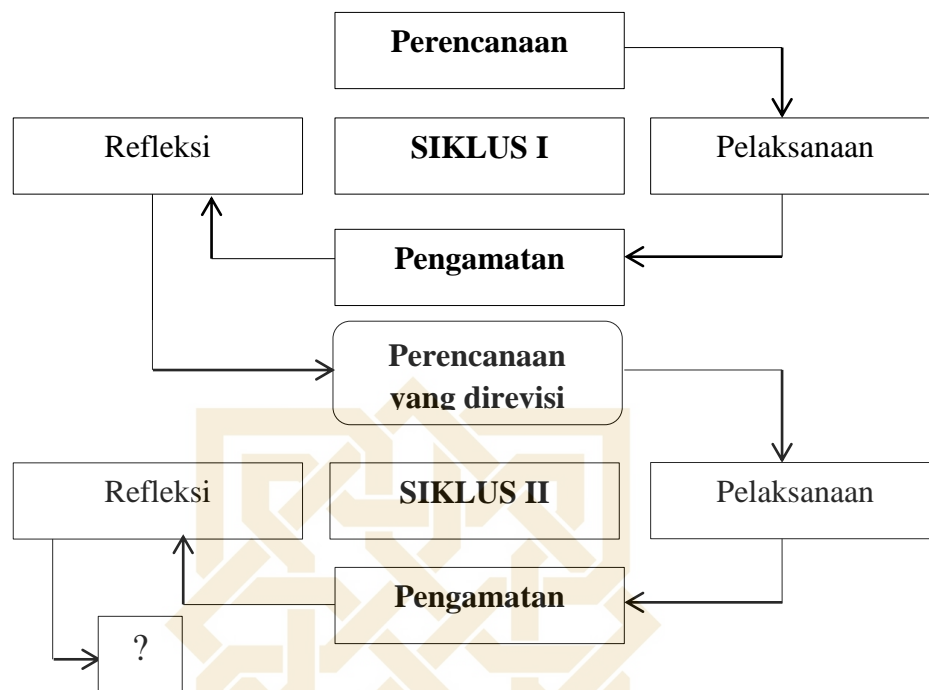 Perencanaan
Refleksi
SIKLUS I
Pelaksanaan
Pengamatan
Perencanaan
yang direvisi
Refleksi
SIKLUS II
Pelaksanaan
Pengamatan
?